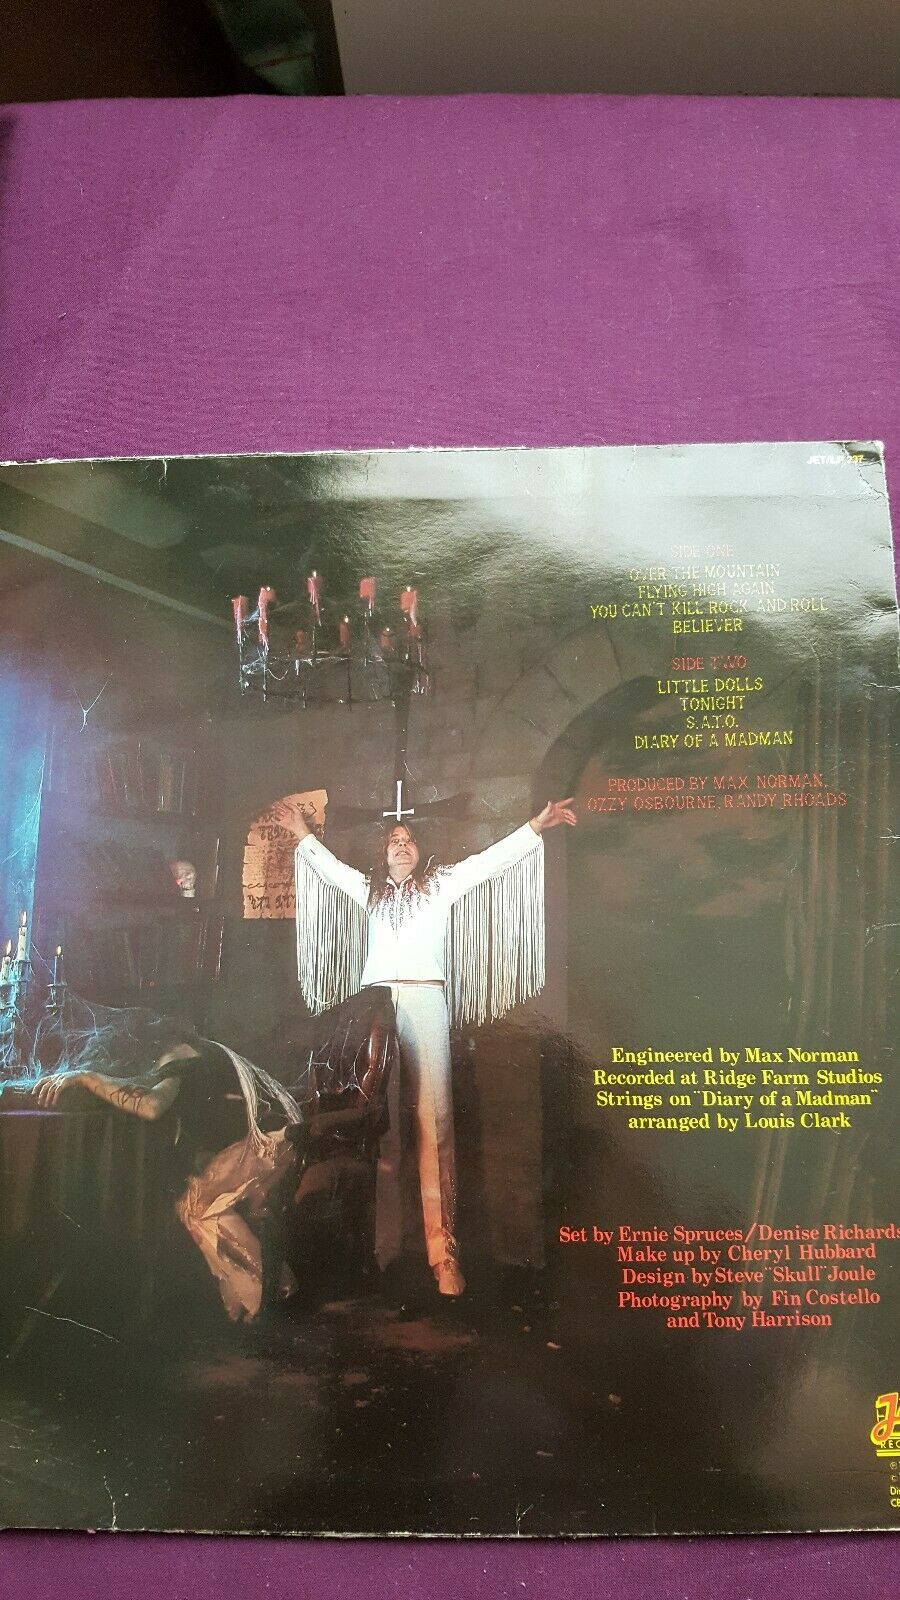 JET/LP 237
SIDE ONE
OVER THE MOUNTAIN
FLYING HIGH AGAIN
YOU CAN'T KILL ROCK AND ROLL
BELIEVER
SIDE TWO
LITTLE DOLLS
TONIGHT
S.A.T.O.
DIARY OF A MADMAN
PRODUCED BY MAX NORMAN,
OZZY OSBOURNE, RANDY RHOADS
Engineered by Max Norman
Recorded at Ridge Farm Studios
Strings on "Diary of a Madman"
arranged by Louis Clark
Set by Ernie Spruces/Denise Richards
Make up by Cheryl Hubbard
Design by Steve "Skull" Joule
Photography by Fin Costello
and Tony Harrison